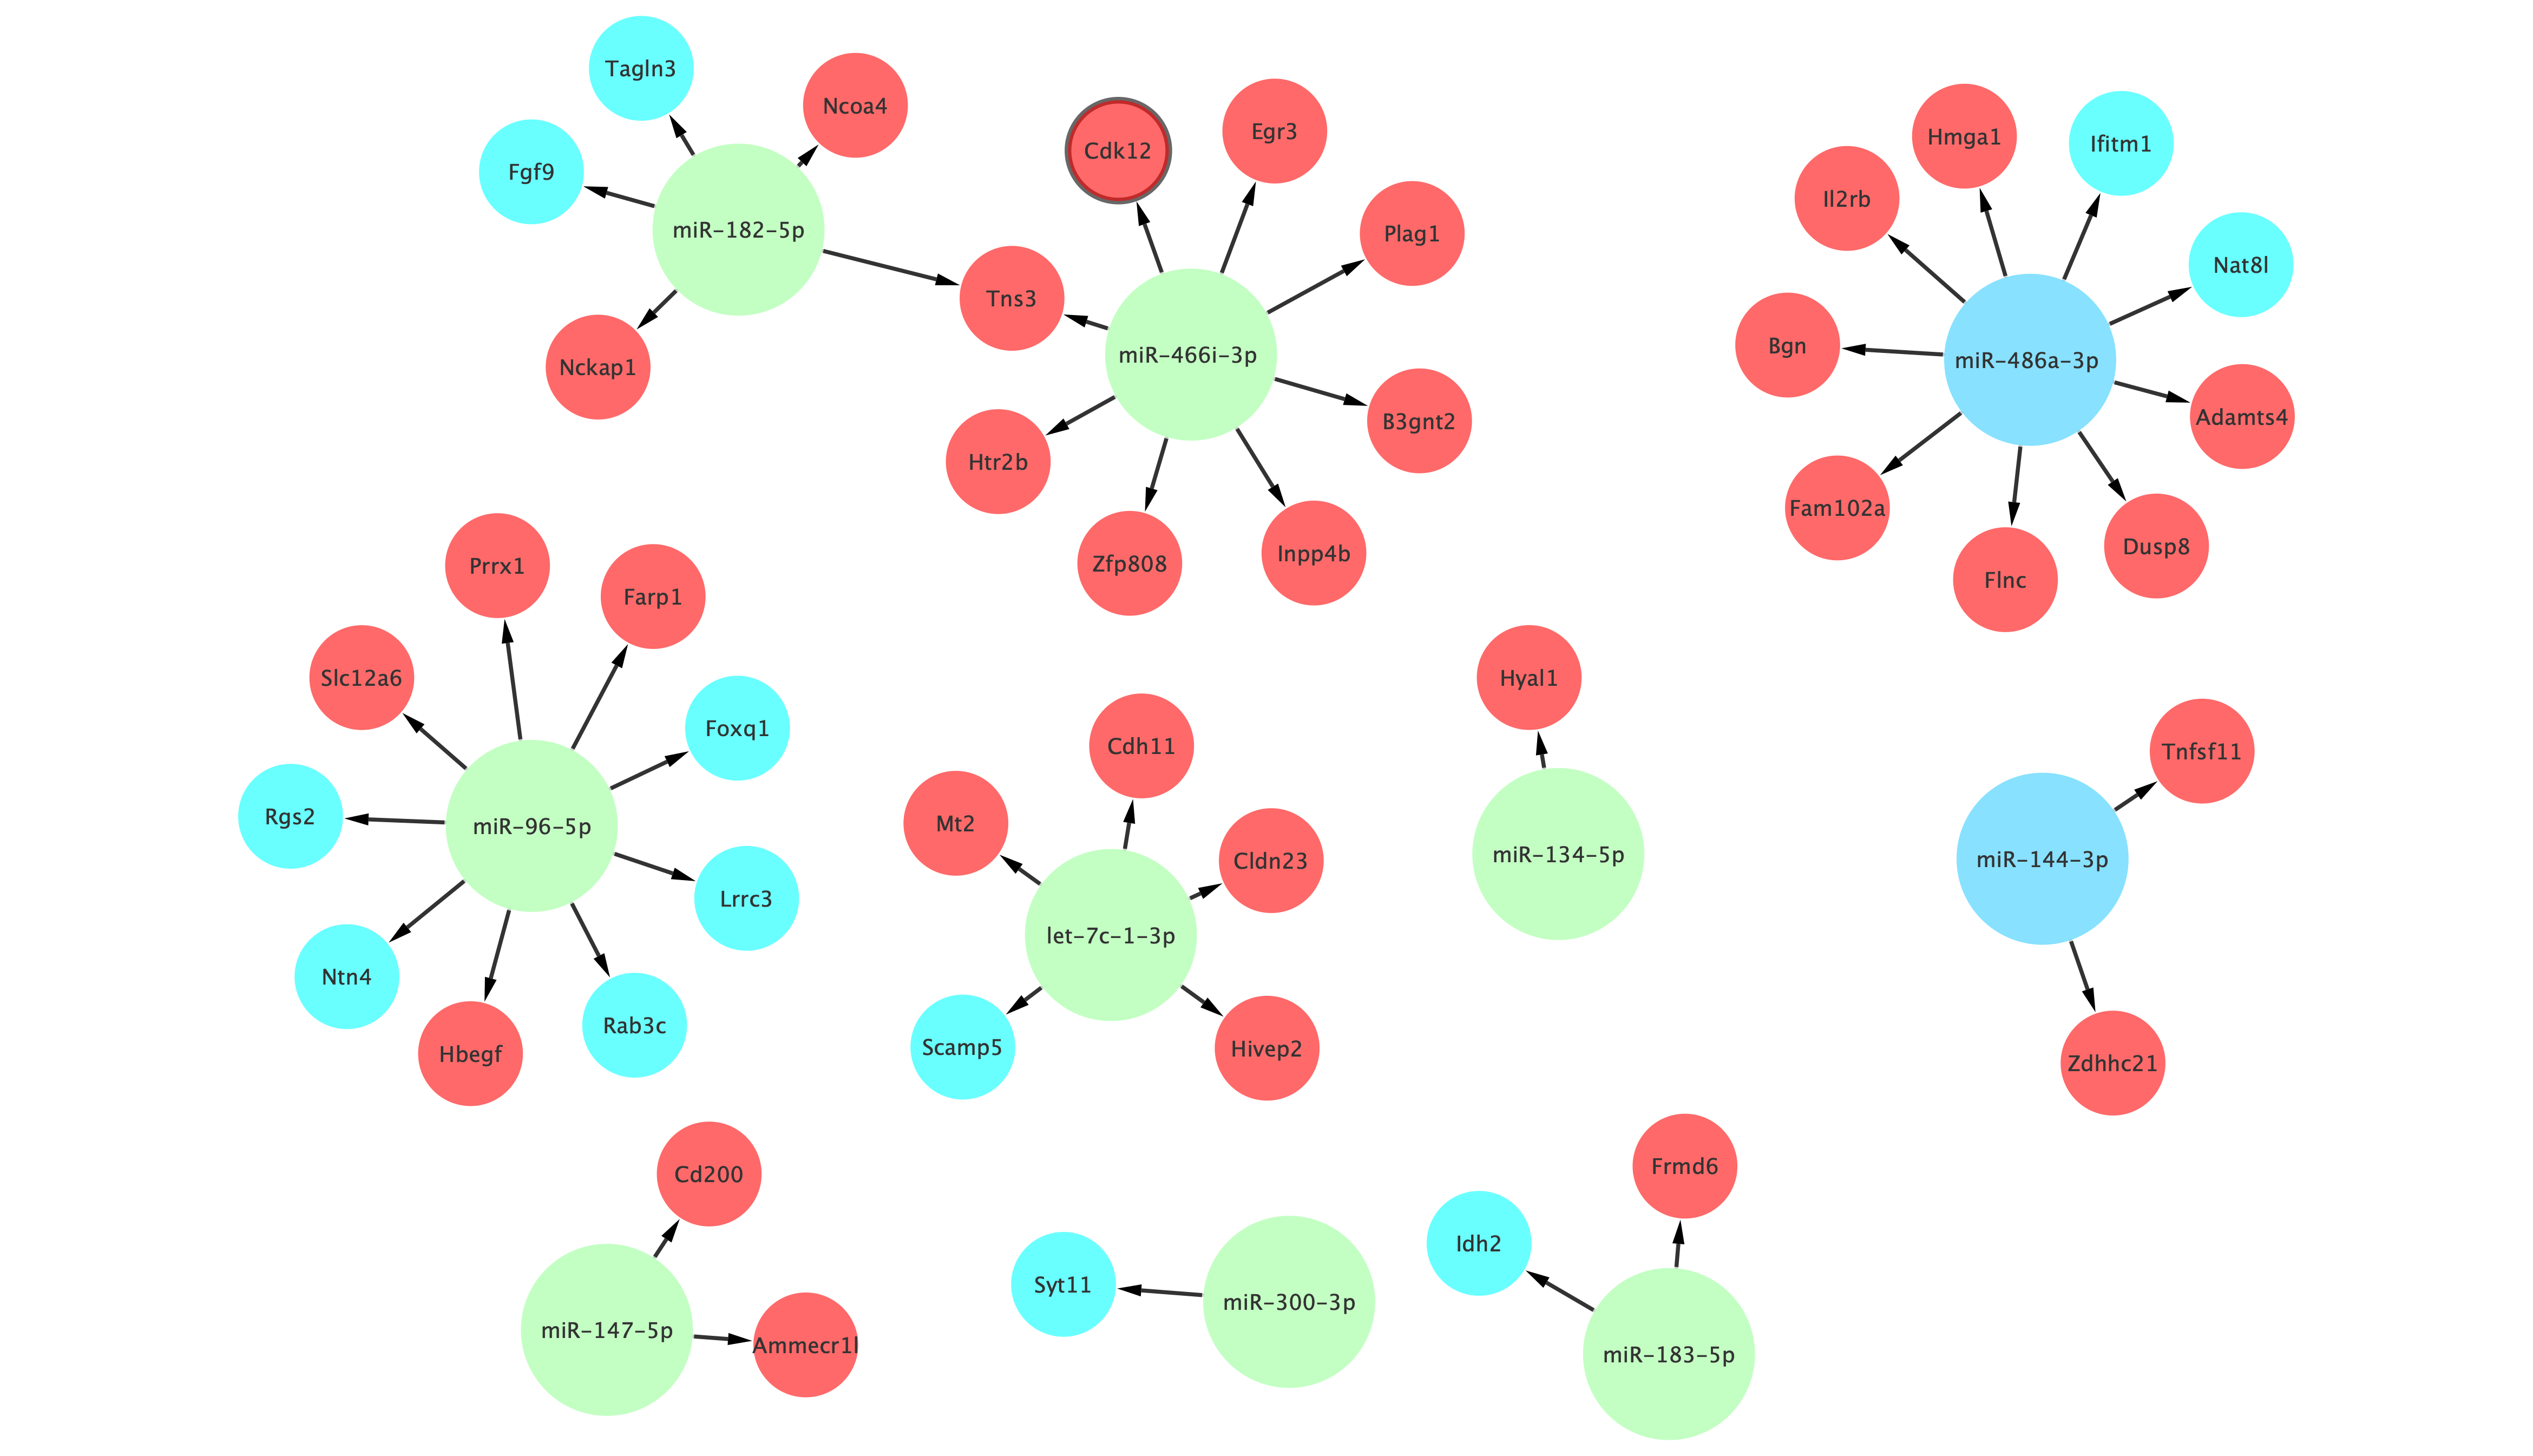 Tagln3
Ncoa4
Fgf9
miR-182-5p
Nckap1
Tns3
Cdk12
Egr3
Plag1
miR-466i-3p
B3gnt2
Htr2b
Zfp808
Inpp4b
Hmga1
Ifitm1
Il2rb
Nat8l
Bgn
miR-486a-3p
Adamts4
Fam102a
Dusp8
Flnc
Prrx1
Farp1
Slc12a6
Foxq1
Rgs2
miR-96-5p
Lrrc3
Ntn4
Rab3c
Hbegf
Cdh11
Mt2
Cldn23
let-7c-1-3p
Scamp5
Hivep2
Hyal1
miR-134-5p
Tnfsf11
miR-144-3p
Zdhhc21
Cd200
miR-147-5p
Ammecr1l
Syt11
miR-300-3p
Frmd6
Idh2
miR-183-5p